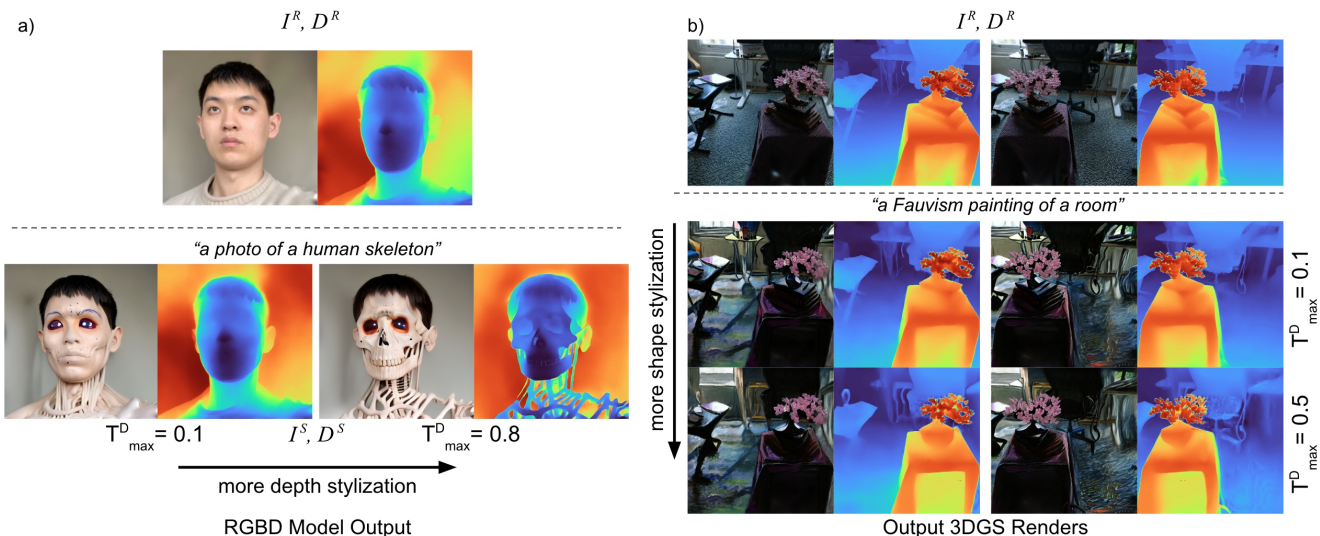 a)
I^R, D^R
“a photo of a human skeleton”
T^D_max = 0.1
I^S, D^S
T^D_max = 0.8
more depth stylization
RGBD Model Output
b)
I^R, D^R
“a Fauvism painting of a room”
more shape stylization
T^D_max = 0.1
T^D_max = 0.5
Output 3DGS Renders